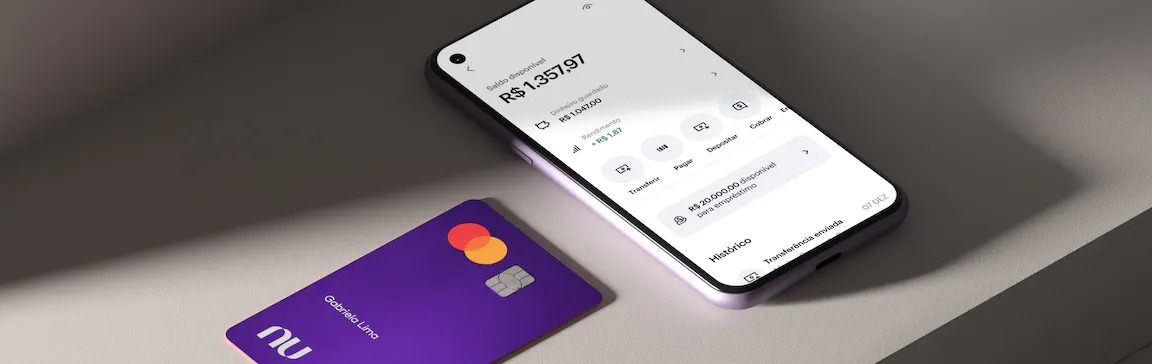 Saldo disponível
R$ 1.357,97
Dinheiro guardado
R$ 1.047,00
Rendimento
+ R$ 1,87
Transferir
Pagar
Depositar
Cobrar
R$ 20.000,00 disponível
para empréstimo
Histórico
07 DEZ
Transferência enviada
Gabriela Lima
nu